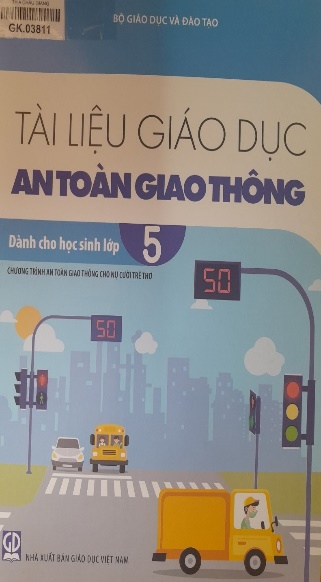 GK.03811
BỘ GIÁO DỤC VÀ ĐÀO TẠO
TÀI LIỆU GIÁO DỤC
AN TOÀN GIAO THÔNG
Dành cho học sinh lớp 5
CHƯƠNG TRÌNH AN TOÀN GIAO THÔNG CHO NỤ CƯỜI TRẺ THƠ
50
50
GD
NHÀ XUẤT BẢN GIÁO DỤC VIỆT NAM